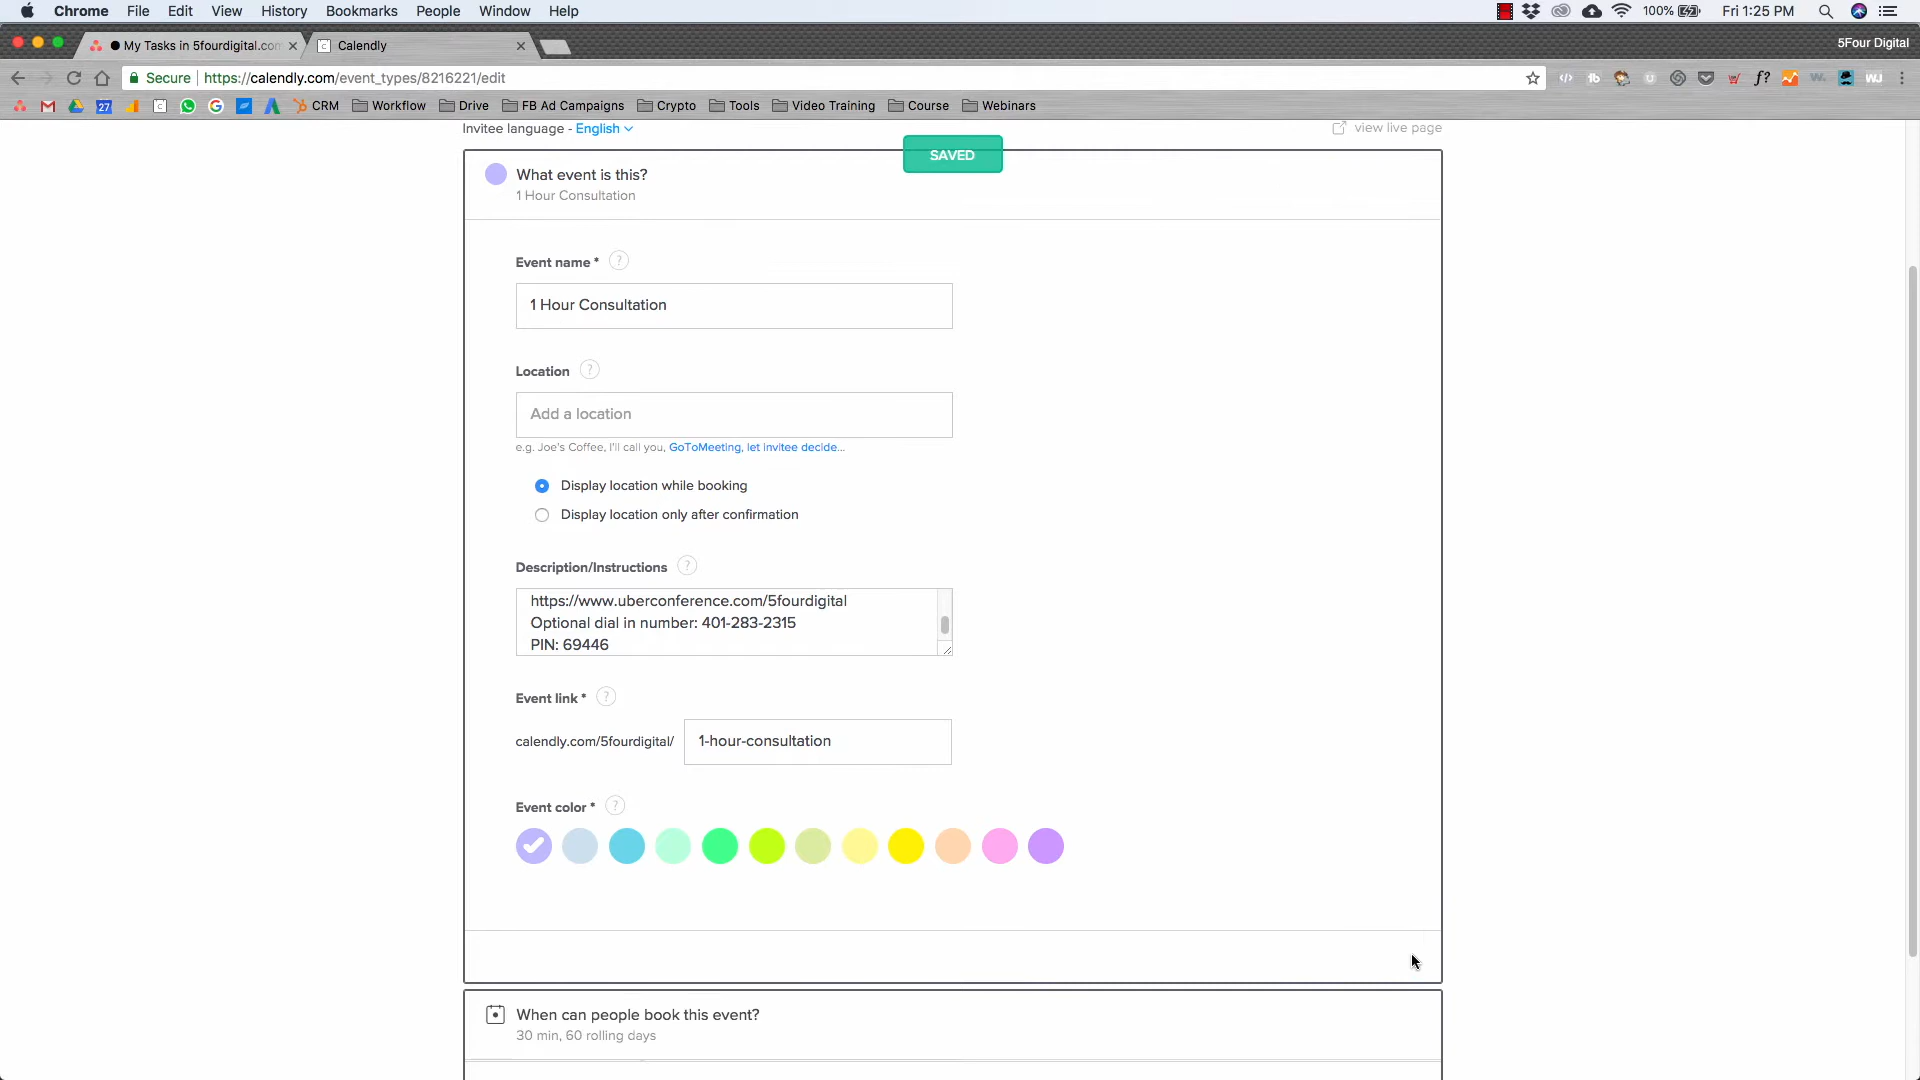 Chrome File Edit View History Bookmarks People Window Help 100% Fri 1:25 PM
My Tasks in 5fourdigital.com Calendly 5Four Digital
Secure https://calendly.com/event_types/8216221/edit
27 CRM Workflow Drive FB Ad Campaigns Crypto Tools Video Training Course Webinars
Invitee language - English view live page
SAVED
What event is this?
1 Hour Consultation
Event name * ?
1 Hour Consultation
Location ?
Add a location
e.g. Joe's Coffee, I'll call you, GoToMeeting, let invitee decide...
Display location while booking
Display location only after confirmation
Description/Instructions ?
https://www.uberconference.com/5fourdigital
Optional dial in number: 401-283-2315
PIN: 69446
Event link * ?
calendly.com/5fourdigital/ 1-hour-consultation
Event color * ?
When can people book this event?
30 min, 60 rolling days